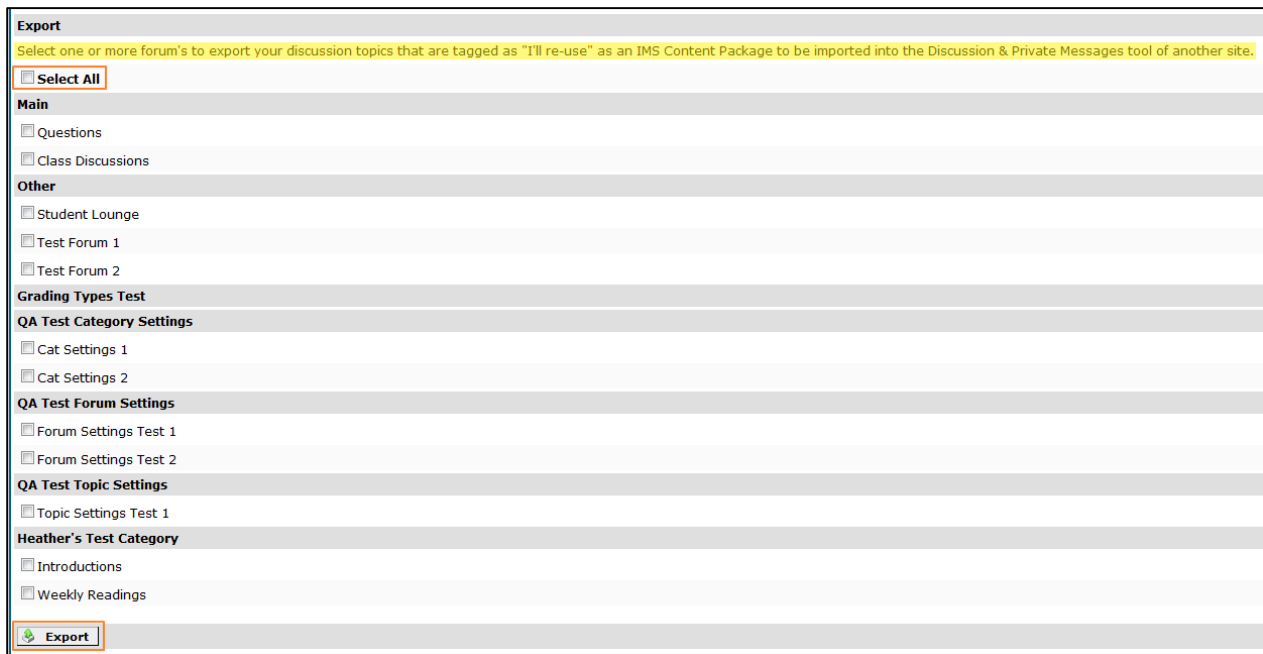 Export
Select one or more forum's to export your discussion topics that are tagged as "I'll re-use" as an IMS Content Package to be imported into the Discussion & Private Messages tool of another site.
Select All
Main
Questions
Class Discussions
Other
Student Lounge
Test Forum 1
Test Forum 2
Grading Types Test
QA Test Category Settings
Cat Settings 1
Cat Settings 2
QA Test Forum Settings
Forum Settings Test 1
Forum Settings Test 2
QA Test Topic Settings
Topic Settings Test 1
Heather's Test Category
Introductions
Weekly Readings
Export